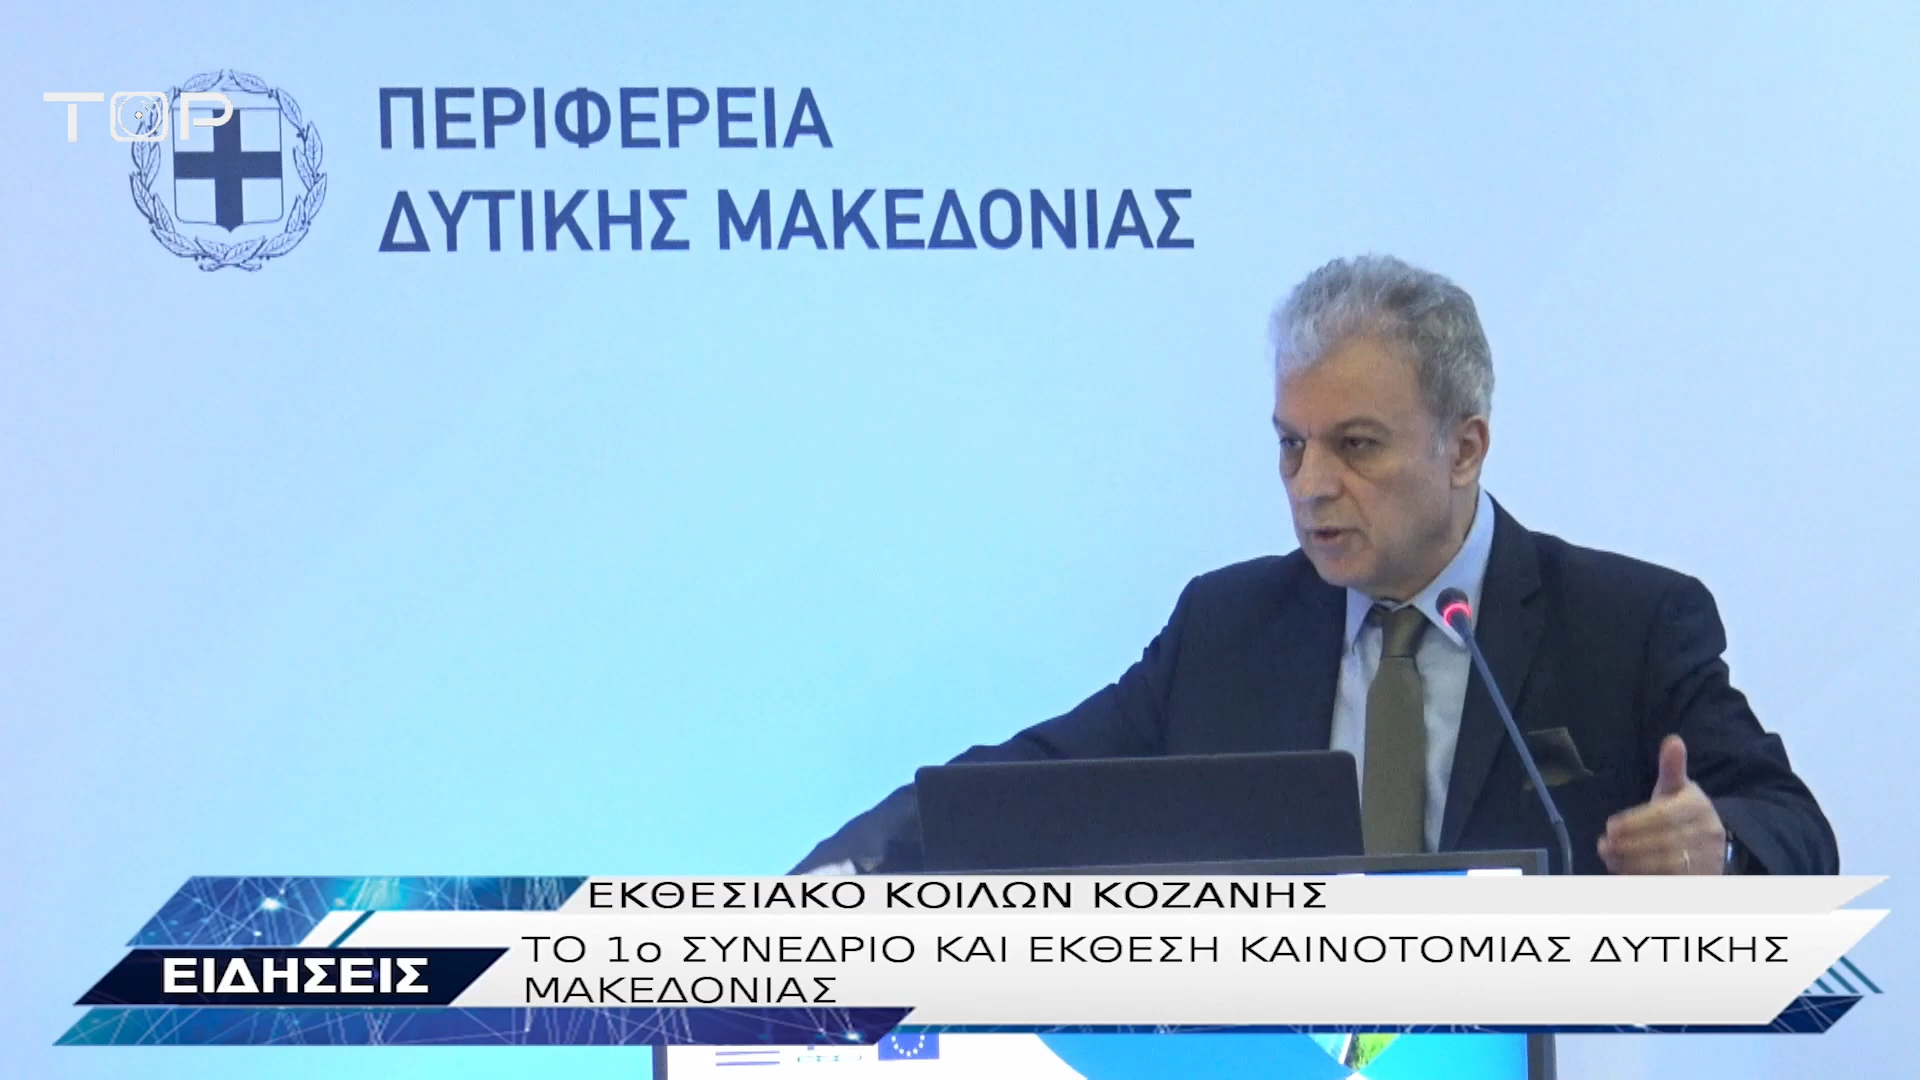 TOP
ΠΕΡΙΦΕΡΕΙΑ
ΔΥΤΙΚΗΣ ΜΑΚΕΔΟΝΙΑΣ
ΕΚΘΕΣΙΑΚΟ ΚΟΙΛΩΝ ΚΟΖΑΝΗΣ
ΕΙΔΗΣΕΙΣ
ΤΟ 1ο ΣΥΝΕΔΡΙΟ ΚΑΙ ΕΚΘΕΣΗ ΚΑΙΝΟΤΟΜΙΑΣ ΔΥΤΙΚΗΣ
ΜΑΚΕΔΟΝΙΑΣ